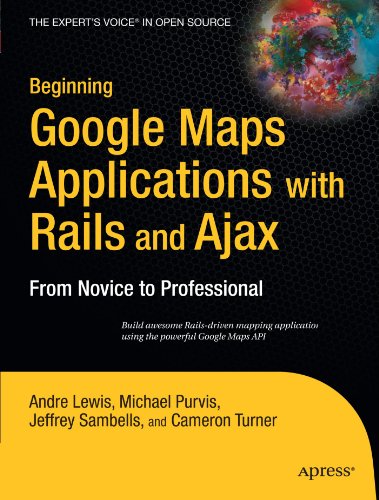 THE EXPERT'S VOICE® IN OPEN SOURCE
Beginning
Google Maps
Applications with
Rails and Ajax
From Novice to Professional
Build awesome Rails-driven mapping application
using the powerful Google Maps API
Andre Lewis, Michael Purvis,
Jeffrey Sambells, and Cameron Turner
Apress®